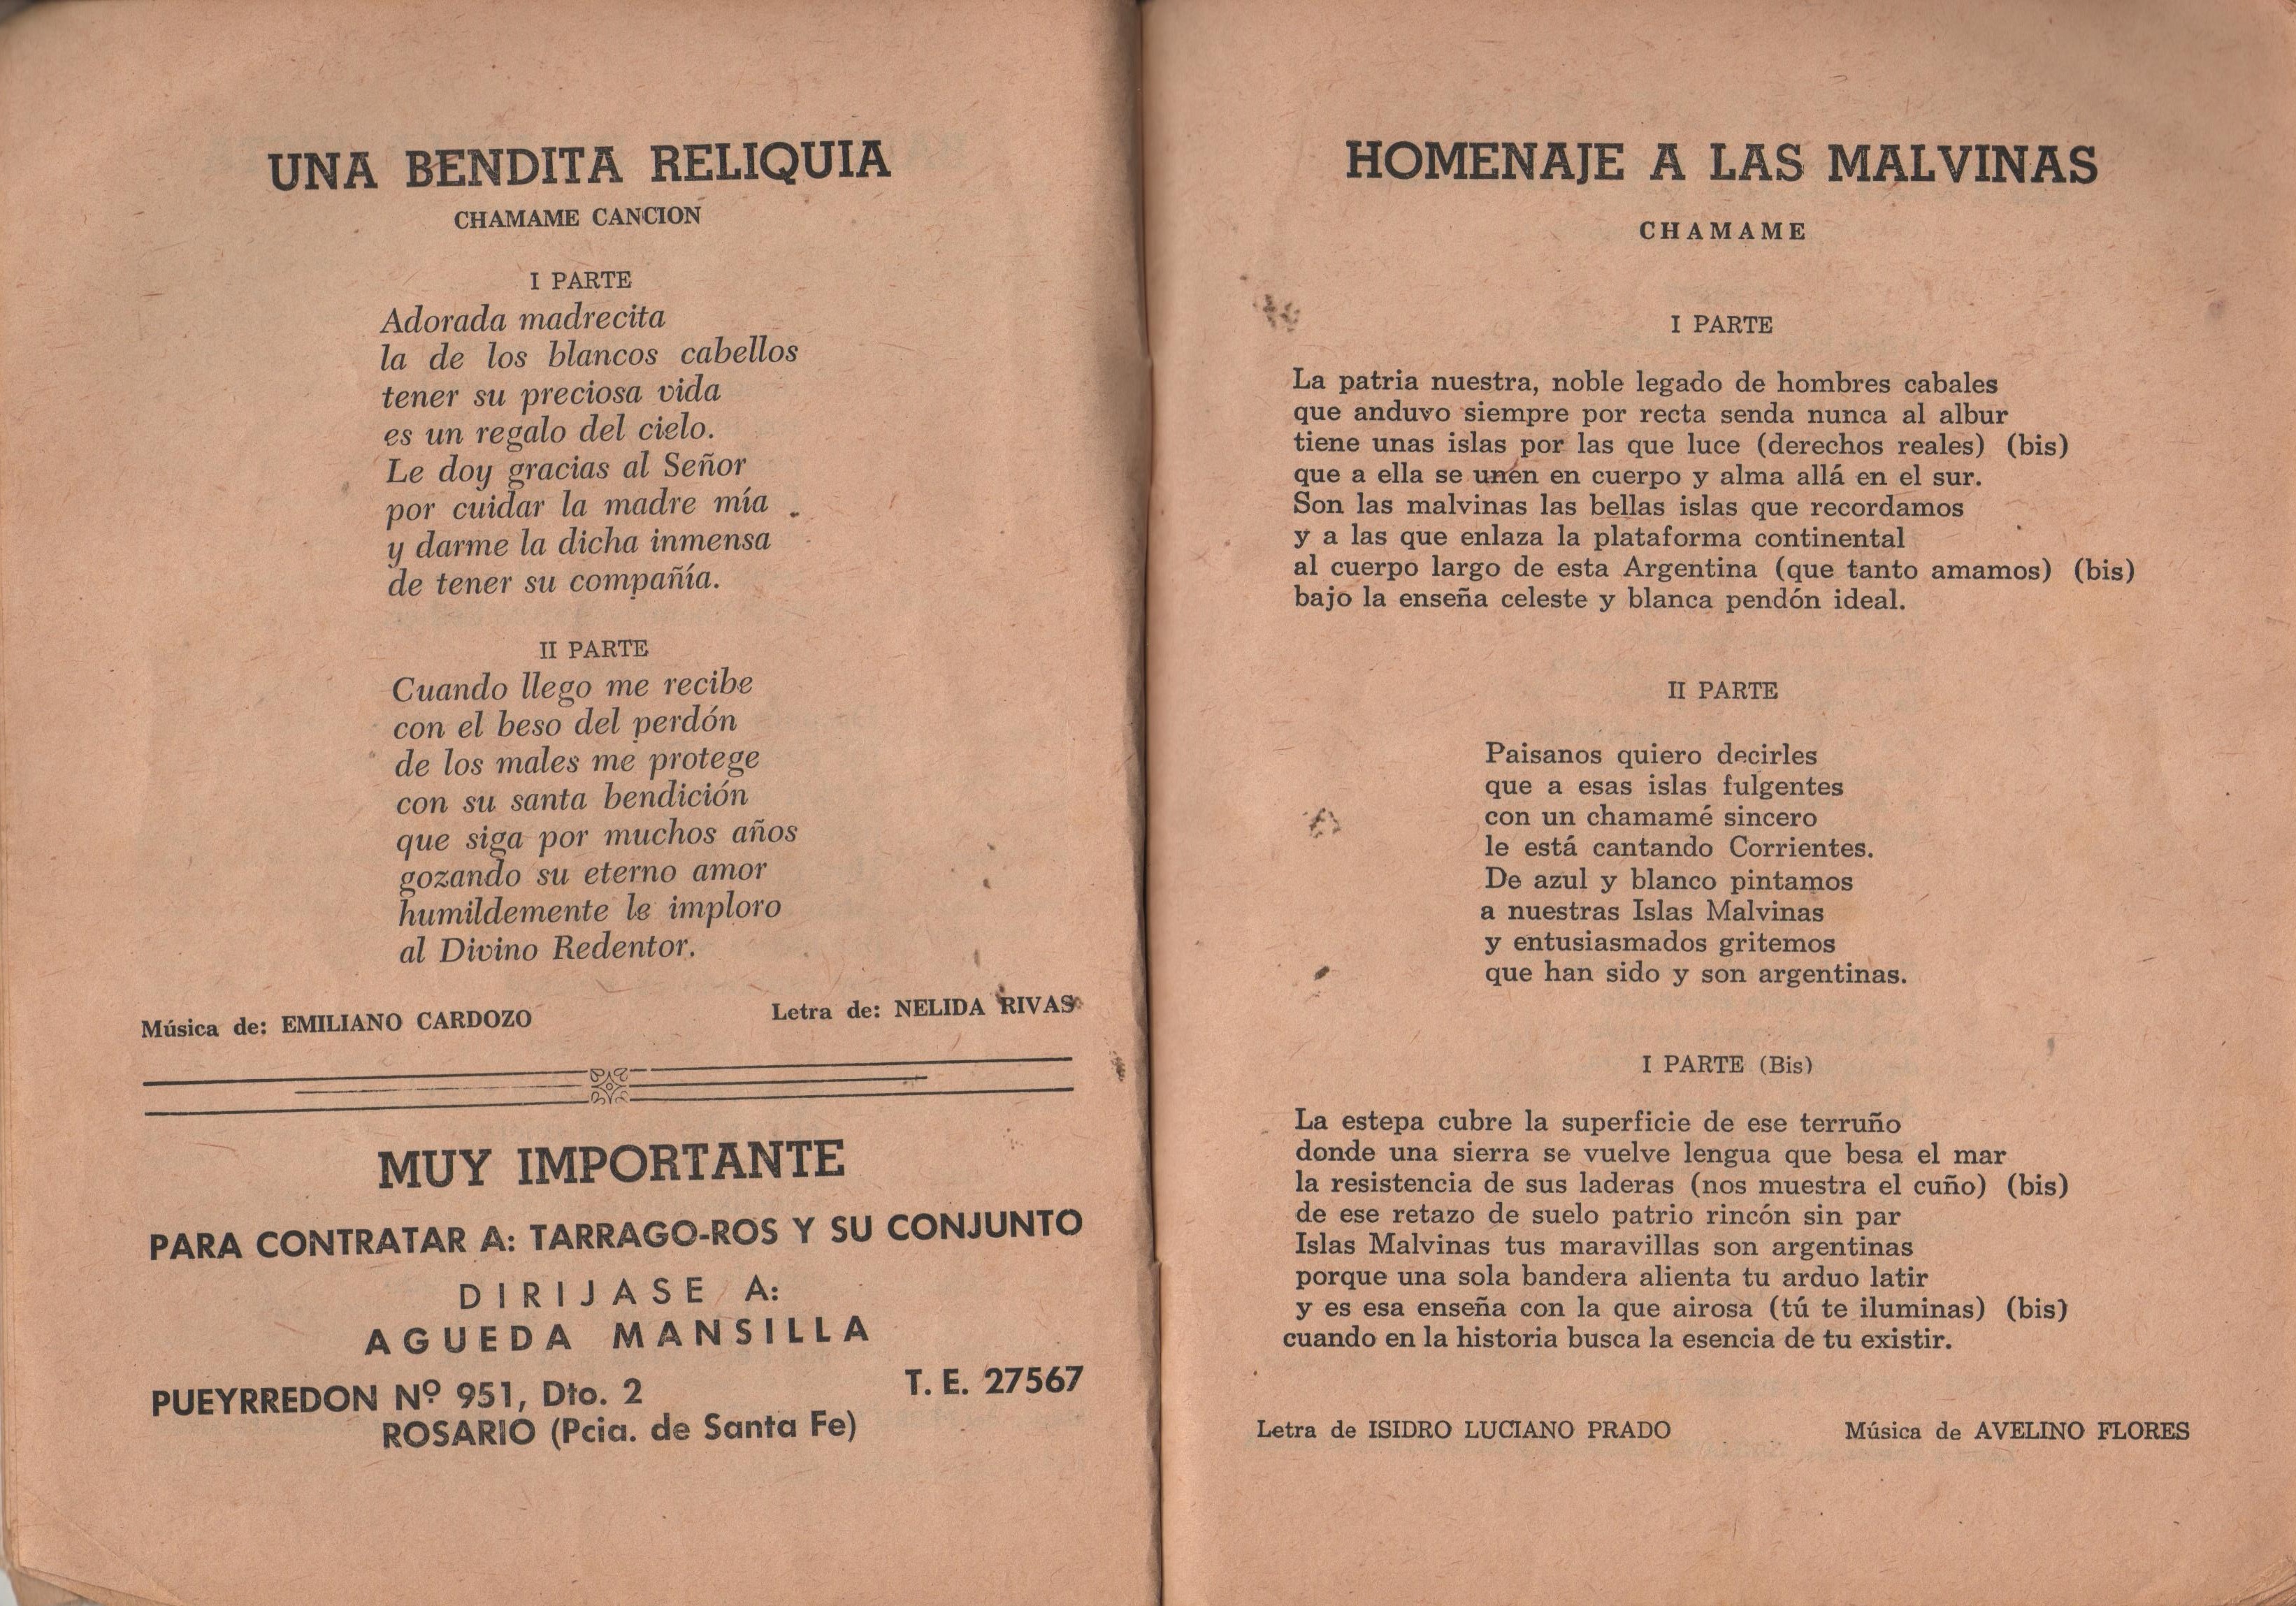 UNA BENDITA RELIQUIA
CHAMAME CANCION
I PARTE
Adorada madrecita
la de los blancos cabellos
tener su preciosa vida
es un regalo del cielo.
Le doy gracias al Señor
por cuidar la madre mía
y darme la dicha inmensa
de tener su compañía.
II PARTE
Cuando llego me recibe
con el beso del perdón
de los males me protege
con su santa bendición
que siga por muchos años
gozando su eterno amor
humildemente le imploro
al Divino Redentor.
Música de: EMILIANO CARDOZO
Letra de: NELIDA RIVAS
MUY IMPORTANTE
PARA CONTRATAR A: TARRAGO-ROS Y SU CONJUNTO
DIRIJASE A:
AGUEDA MANSILLA
PUEYRREDON Nº 951, Dto. 2
T. E. 27567
ROSARIO (Pcia. de Santa Fe)
HOMENAJE A LAS MALVINAS
CHAMAME
I PARTE
La patria nuestra, noble legado de hombres cabales
que anduvo siempre por recta senda nunca al albur
tiene unas islas por las que luce (derechos reales) (bis)
que a ella se unen en cuerpo y alma allá en el sur.
Son las malvinas las bellas islas que recordamos
y a las que enlaza la plataforma continental
al cuerpo largo de esta Argentina (que tanto amamos) (bis)
bajo la enseña celeste y blanca pendón ideal.
II PARTE
Paisanos quiero decirles
que a esas islas fulgentes
con un chamamé sincero
le está cantando Corrientes.
De azul y blanco pintamos
a nuestras Islas Malvinas
y entusiasmados gritemos
que han sido y son argentinas.
I PARTE (Bis)
La estepa cubre la superficie de ese terruño
donde una sierra se vuelve lengua que besa el mar
la resistencia de sus laderas (nos muestra el cuño) (bis)
de ese retazo de suelo patrio rincón sin par
Islas Malvinas tus maravillas son argentinas
porque una sola bandera alienta tu arduo latir
y es esa enseña con la que airosa (tú te iluminas) (bis)
cuando en la historia busca la esencia de tu existir.
Letra de ISIDRO LUCIANO PRADO
Música de AVELINO FLORES